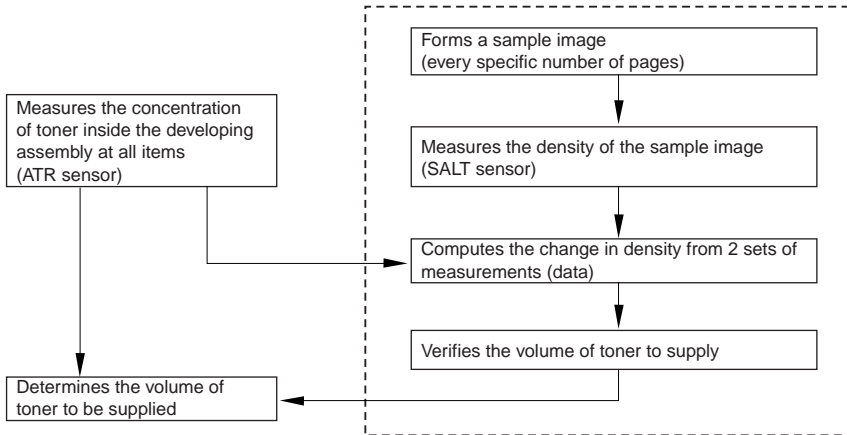 Forms a sample image
(every specific number of pages)
Measures the concentration
of toner inside the developing
assembly at all items
(ATR sensor)
Measures the density of the sample image
(SALT sensor)
Computes the change in density from 2 sets of
measurements (data)
Verifies the volume of toner to supply
Determines the volume of
toner to be supplied